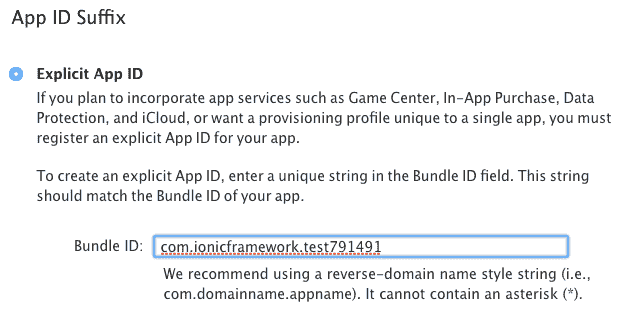 App ID Suffix
Explicit App ID
If you plan to incorporate app services such as Game Center, In-App Purchase, Data
Protection, and iCloud, or want a provisioning profile unique to a single app, you must
register an explicit App ID for your app.
To create an explicit App ID, enter a unique string in the Bundle ID field. This string
should match the Bundle ID of your app.
Bundle ID: com.ionicframework.test791491
We recommend using a reverse-domain name style string (i.e.,
com.domainname.appname). It cannot contain an asterisk (*).